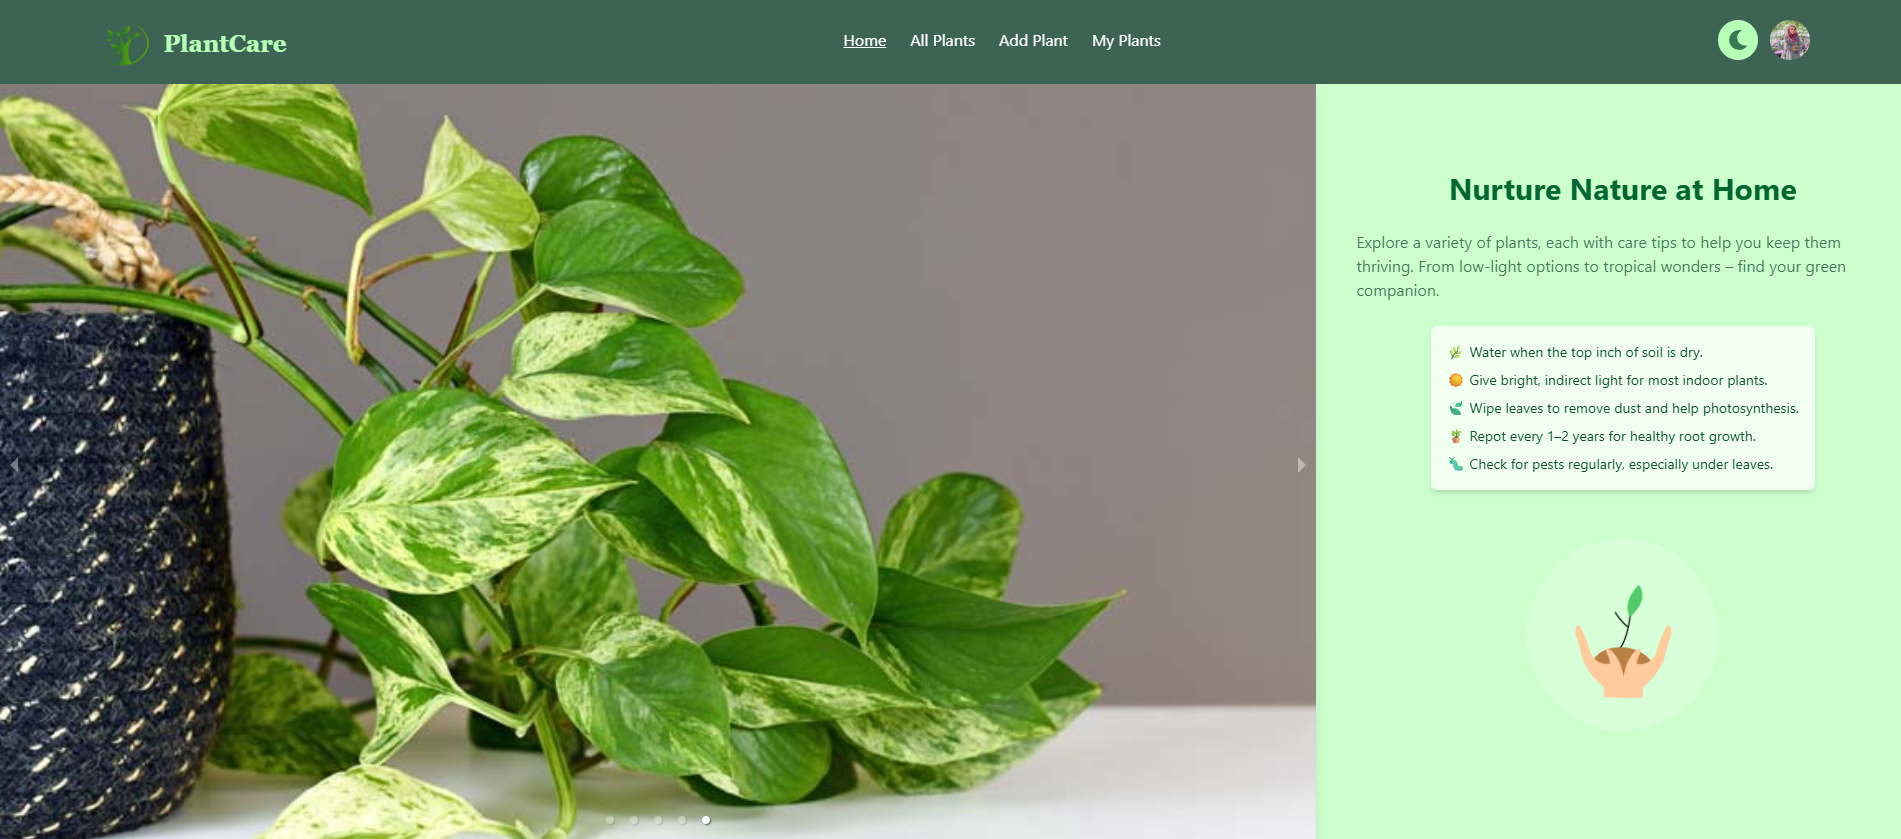 PlantCare
Home
All Plants
Add Plant
My Plants
Nurture Nature at Home
Explore a variety of plants, each with care tips to help you keep them
thriving. From low-light options to tropical wonders – find your green
companion.
Water when the top inch of soil is dry.
Give bright, indirect light for most indoor plants.
Wipe leaves to remove dust and help photosynthesis.
Repot every 1–2 years for healthy root growth.
Check for pests regularly, especially under leaves.